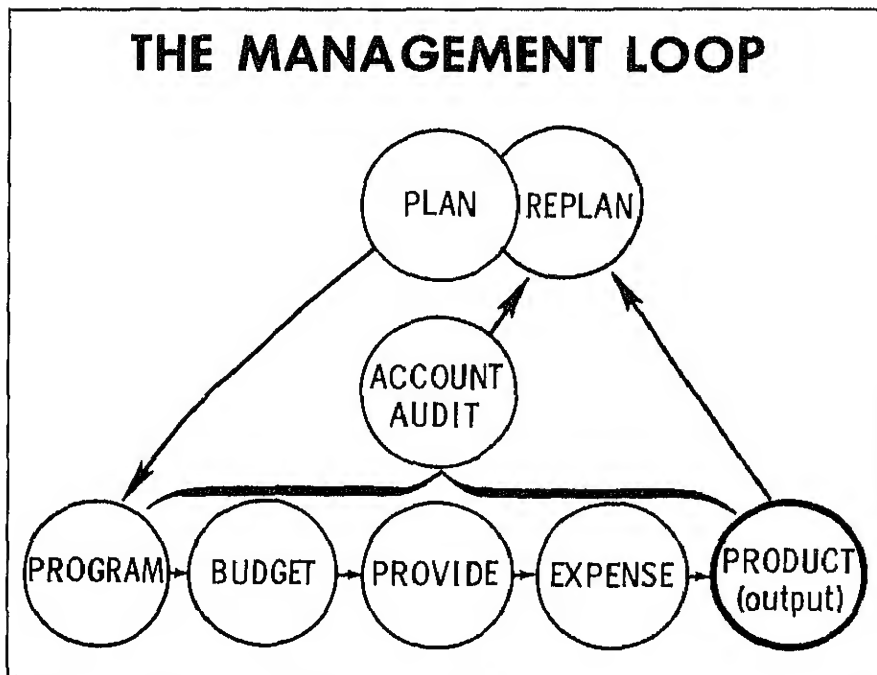 THE MANAGEMENT LOOP
PLAN
REPLAN
ACCOUNT
AUDIT
PROGRAM
BUDGET
PROVIDE
EXPENSE
PRODUCT
(output)